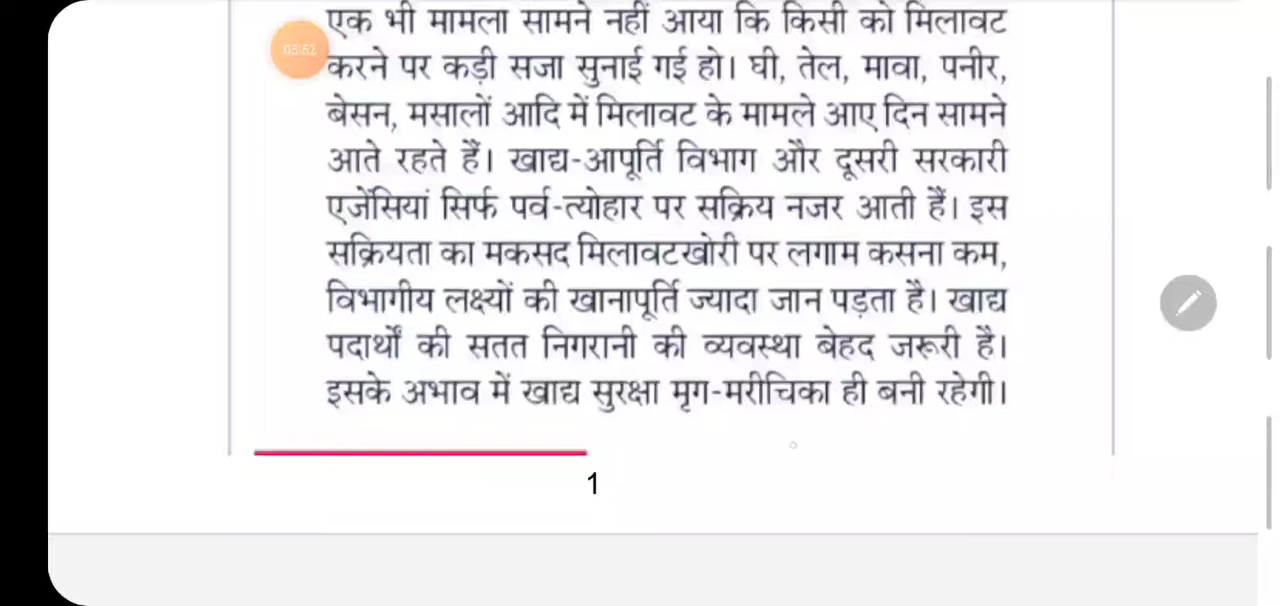 एक भी मामला सामने नहीं आया कि किसी को मिलावट
05:52
करने पर कड़ी सजा सुनाई गई हो। घी, तेल, मावा, पनीर,
बेसन, मसालों आदि में मिलावट के मामले आए दिन सामने
आते रहते हैं। खाद्य-आपूर्ति विभाग और दूसरी सरकारी
एजेंसियां सिर्फ पर्व-त्योहार पर सक्रिय नजर आती हैं। इस
सक्रियता का मकसद मिलावटखोरी पर लगाम कसना कम,
विभागीय लक्ष्यों की खानापूर्ति ज्यादा जान पड़ता है। खाद्य
पदार्थों की सतत निगरानी की व्यवस्था बेहद जरूरी है।
इसके अभाव में खाद्य सुरक्षा मृग-मरीचिका ही बनी रहेगी।
1